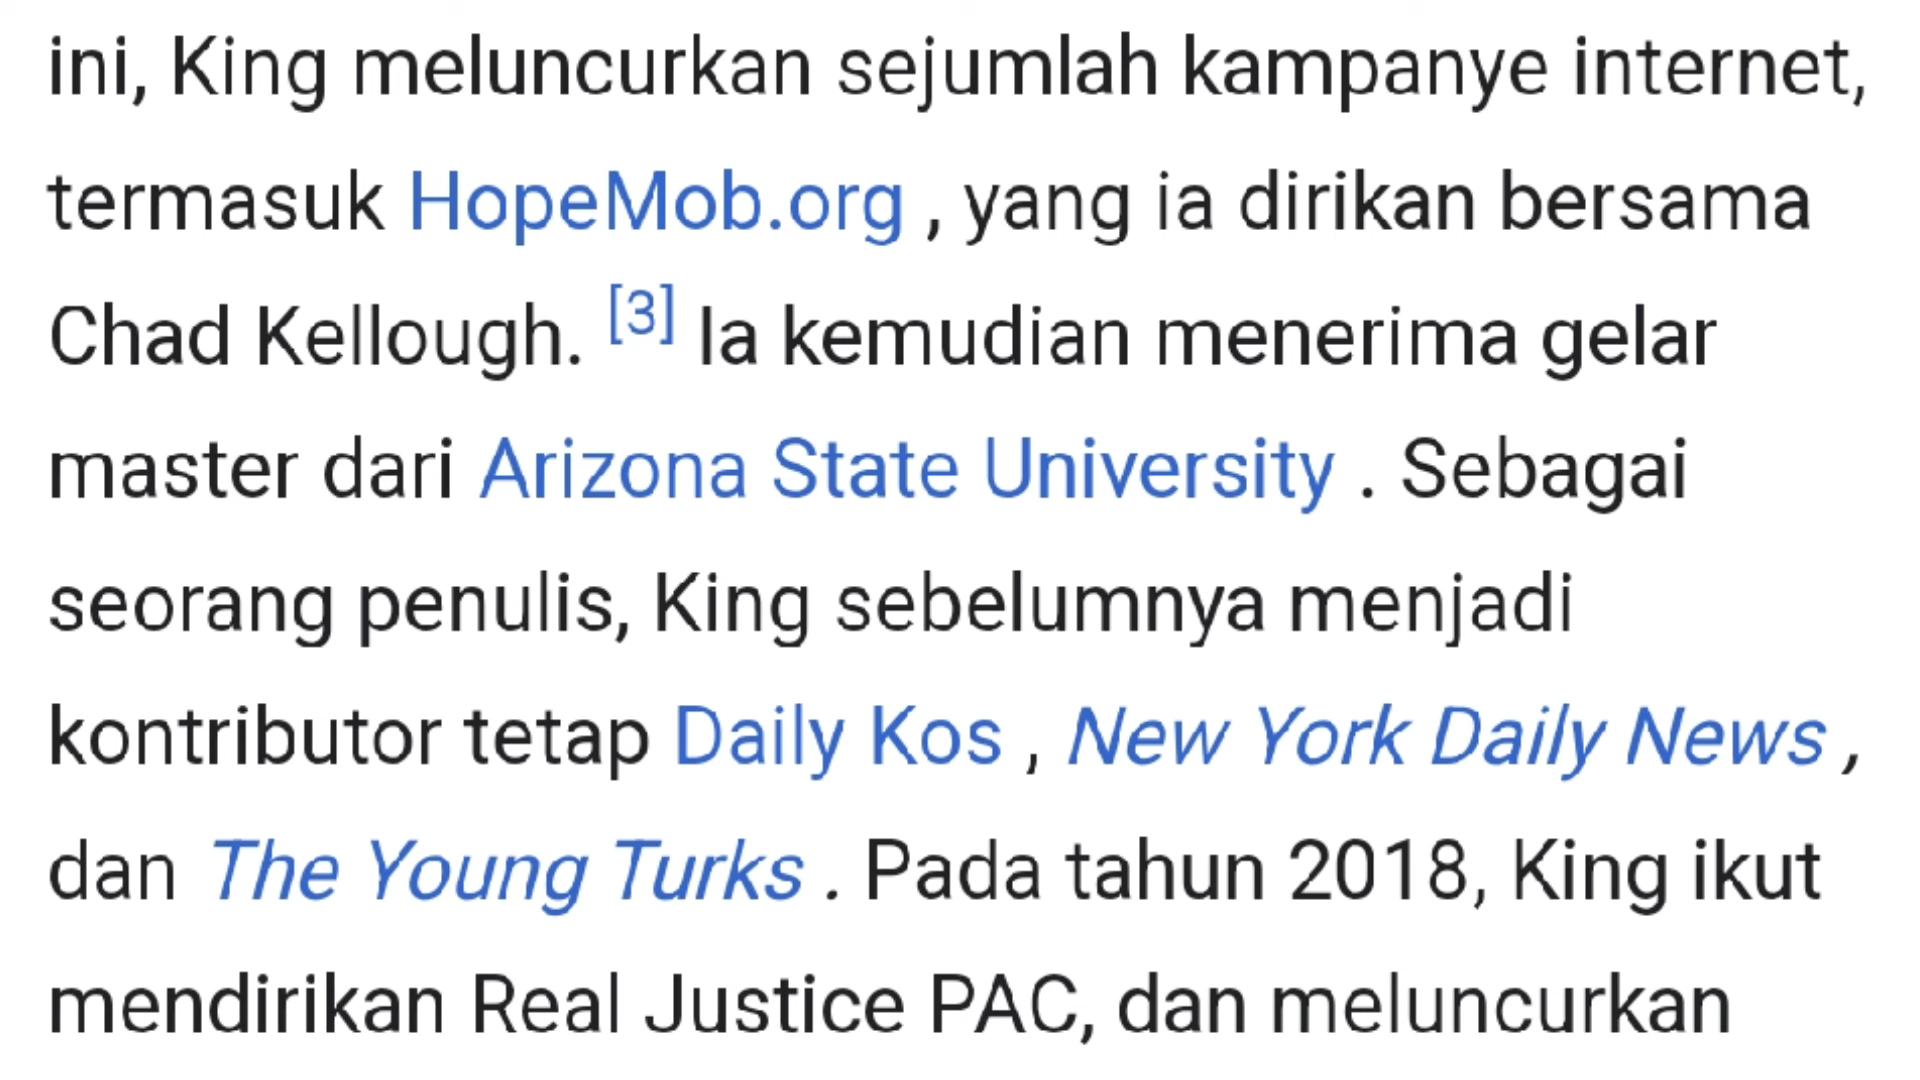 ini, King meluncurkan sejumlah kampanye internet,
termasuk HopeMob.org , yang ia dirikan bersama
Chad Kellough. [3] Ia kemudian menerima gelar
master dari Arizona State University . Sebagai
seorang penulis, King sebelumnya menjadi
kontributor tetap Daily Kos , New York Daily News ,
dan The Young Turks . Pada tahun 2018, King ikut
mendirikan Real Justice PAC, dan meluncurkan